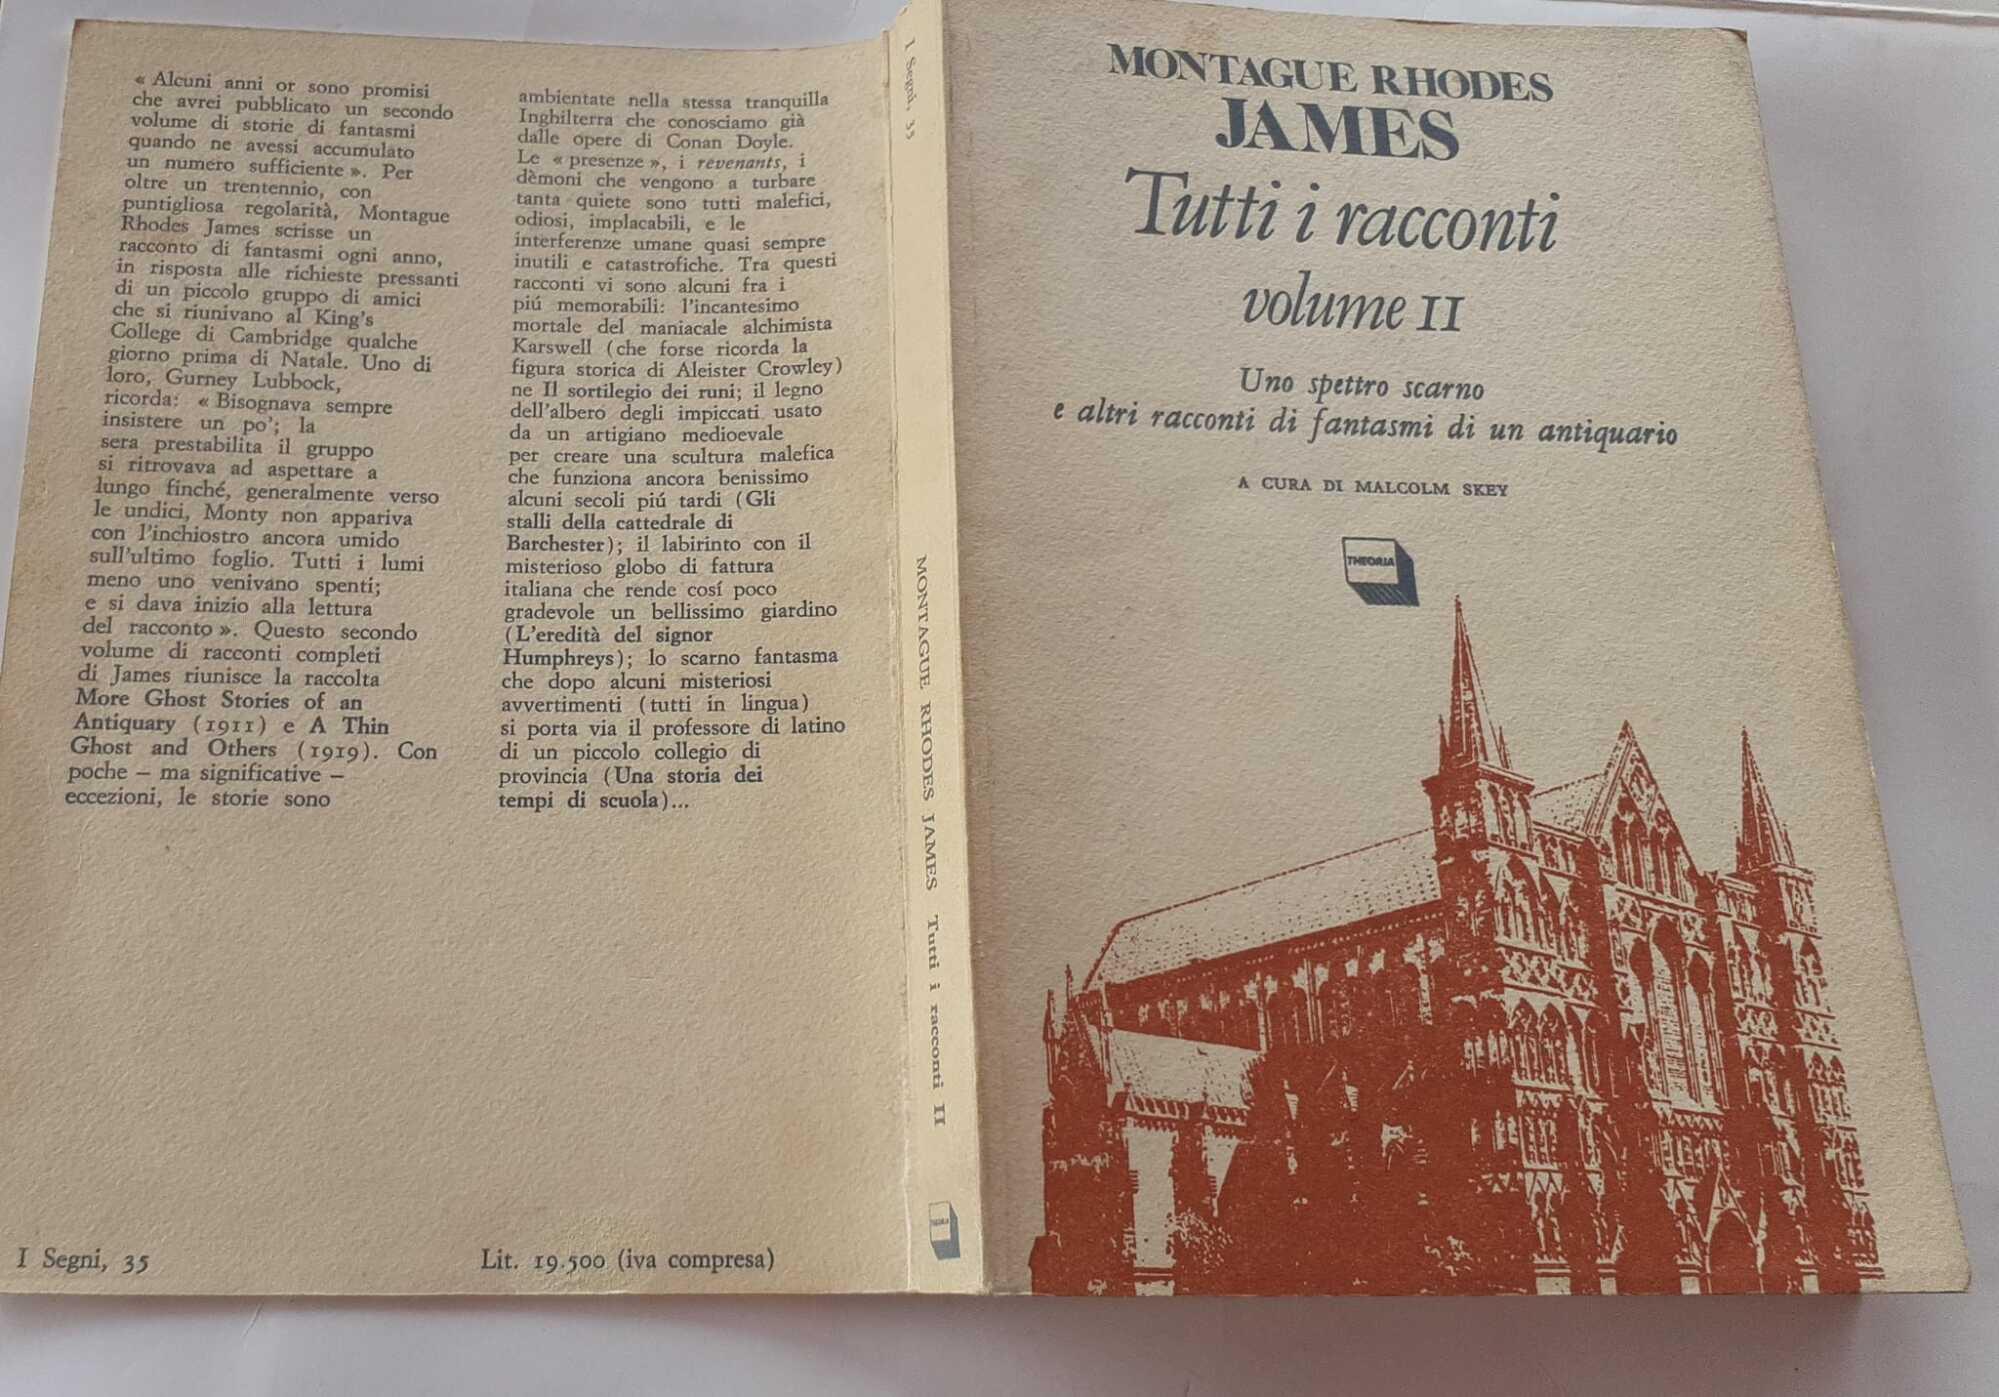 « Alcuni anni or sono promisi
che avrei pubblicato un secondo
volume di storie di fantasmi
quando ne avessi accumulato
un numero sufficiente ». Per
oltre un trentennio, con
puntigliosa regolarità, Montague
Rhodes James scrisse un
racconto di fantasmi ogni anno,
in risposta alle richieste pressanti
di un piccolo gruppo di amici
che si riunivano al King's
College di Cambridge qualche
giorno prima di Natale. Uno di
loro, Gurney Lubbock,
ricorda: « Bisognava sempre
insistere un po'; la
sera prestabilita il gruppo
si ritrovava ad aspettare a
lungo finché, generalmente verso
le undici, Monty non appariva
con l'inchiostro ancora umido
sull'ultimo foglio. Tutti i lumi
meno uno venivano spenti;
e si dava inizio alla lettura
del racconto ». Questo secondo
volume di racconti completi
di James riunisce la raccolta
More Ghost Stories of an
Antiquary (1911) e A Thin
Ghost and Others (1919). Con
poche – ma significative –
eccezioni, le storie sono
ambientate nella stessa tranquilla
Inghilterra che conosciamo già
dalle opere di Conan Doyle.
Le « presenze », i revenants, i
dèmoni che vengono a turbare
tanta quiete sono tutti malefici,
odiosi, implacabili, e le
interferenze umane quasi sempre
inutili e catastrofiche. Tra questi
racconti vi sono alcuni fra i
piú memorabili: l'incantesimo
mortale del maniacale alchimista
Karswell (che forse ricorda la
figura storica di Aleister Crowley)
ne Il sortilegio dei runi; il legno
dell'albero degli impiccati usato
da un artigiano medioevale
per creare una scultura malefica
che funziona ancora benissimo
alcuni secoli piú tardi (Gli
stalli della cattedrale di
Barchester); il labirinto con il
misterioso globo di fattura
italiana che rende cosí poco
gradevole un bellissimo giardino
(L'eredità del signor
Humphreys); lo scarno fantasma
che dopo alcuni misteriosi
avvertimenti (tutti in lingua)
si porta via il professore di latino
di un piccolo collegio di
provincia (Una storia dei
tempi di scuola)...
I Segni, 35
Lit. 19.500 (iva compresa)
I Segni, 35
MONTAGUE RHODES JAMES Tutti i racconti II
THEORIA
MONTAGUE RHODES
JAMES
Tutti i racconti
volume II
Uno spettro scarno
e altri racconti di fantasmi di un antiquario
A CURA DI MALCOLM SKEY
THEORIA